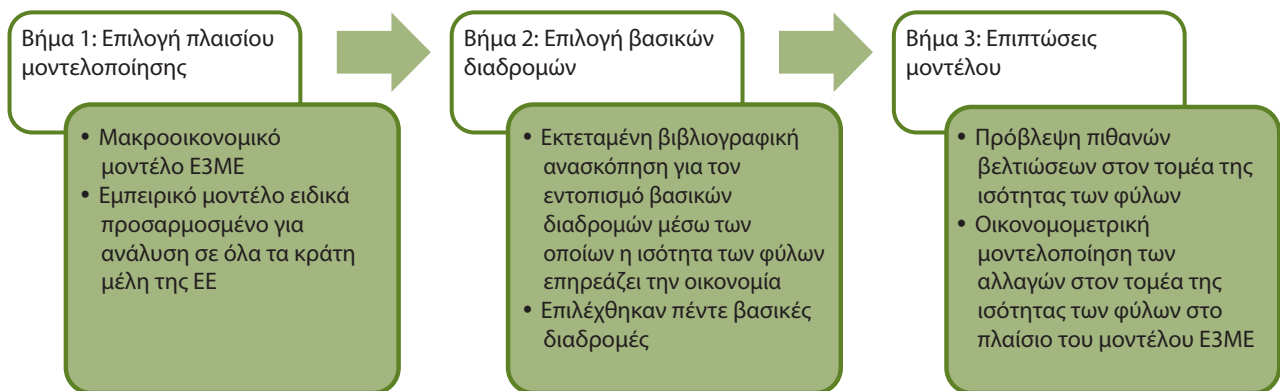 Βήμα 1: Επιλογή πλαισίου
μοντελοποίησης
• Μακροοικονομικό
μοντέλο E3ME
• Εμπειρικό μοντέλο ειδικά
προσαρμοσμένο για
ανάλυση σε όλα τα κράτη
μέλη της ΕΕ
Βήμα 2: Επιλογή βασικών
διαδρομών
• Εκτεταμένη βιβλιογραφική
ανασκόπηση για τον
εντοπισμό βασικών
διαδρομών μέσω των
οποίων η ισότητα των φύλων
επηρεάζει την οικονομία
• Επιλέχθηκαν πέντε βασικές
διαδρομές
Βήμα 3: Επιπτώσεις
μοντέλου
• Πρόβλεψη πιθανών
βελτιώσεων στον τομέα της
ισότητας των φύλων
• Οικονομομετρική
μοντελοποίηση των
αλλαγών στον τομέα της
ισότητας των φύλων στο
πλαίσιο του μοντέλου E3ME